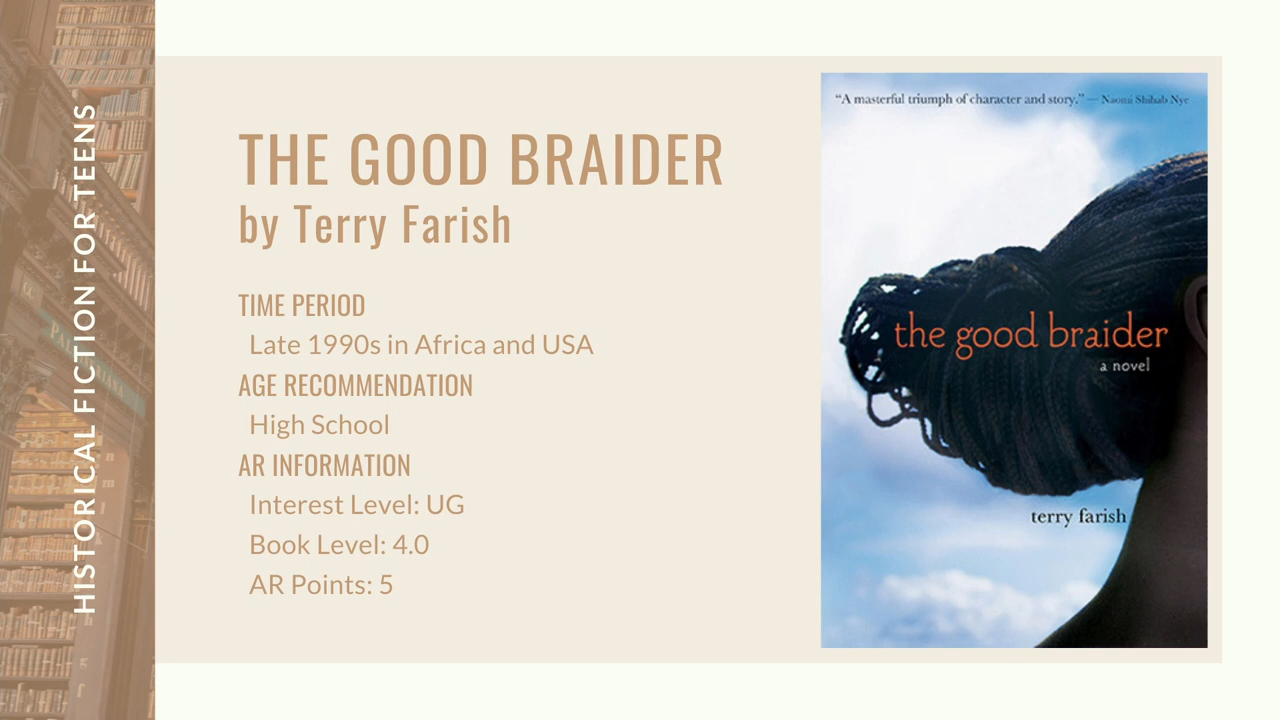 HISTORICAL FICTION FOR TEENS
THE GOOD BRAIDER
by Terry Farish
TIME PERIOD
Late 1990s in Africa and USA
AGE RECOMMENDATION
High School
AR INFORMATION
Interest Level: UG
Book Level: 4.0
AR Points: 5
“A masterful triumph of character and story.” — Naomi Shihab Nye
the good braider
a novel
terry farish